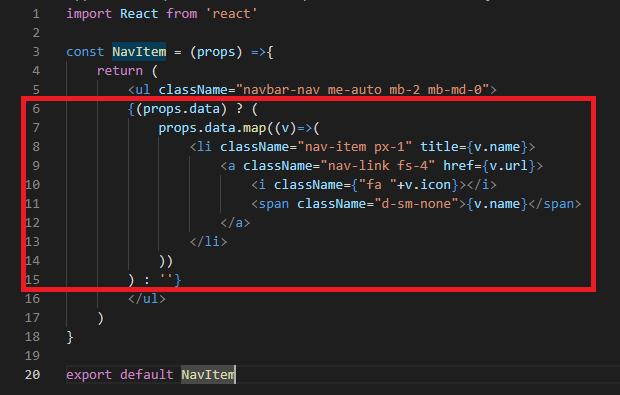 1 import React from 'react'
2
3 const NavItem = (props) =>{
4 return (
5 <ul className="navbar-nav me-auto mb-2 mb-md-0">
6 {(props.data) ? (
7 props.data.map((v)=>(
8 <li className="nav-item px-1" title={v.name}>
9 <a className="nav-link fs-4" href={v.url}>
10 <i className={"fa "+v.icon}></i>
11 <span className="d-sm-none">{v.name}</span>
12 </a>
13 </li>
14 ))
15 ) : ''}
16 </ul>
17 )
18 }
19
20 export default NavItem